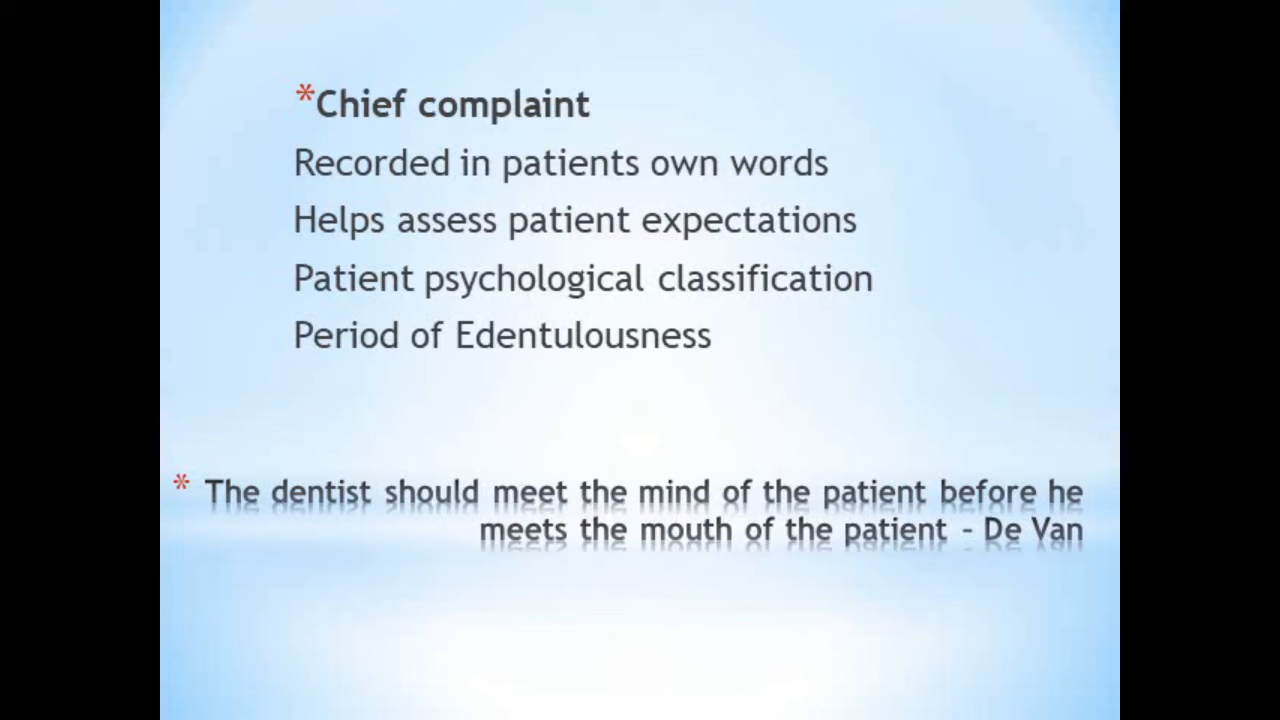 *Chief complaint
Recorded in patients own words
Helps assess patient expectations
Patient psychological classification
Period of Edentulousness
* The dentist should meet the mind of the patient before he
meets the mouth of the patient – De Van